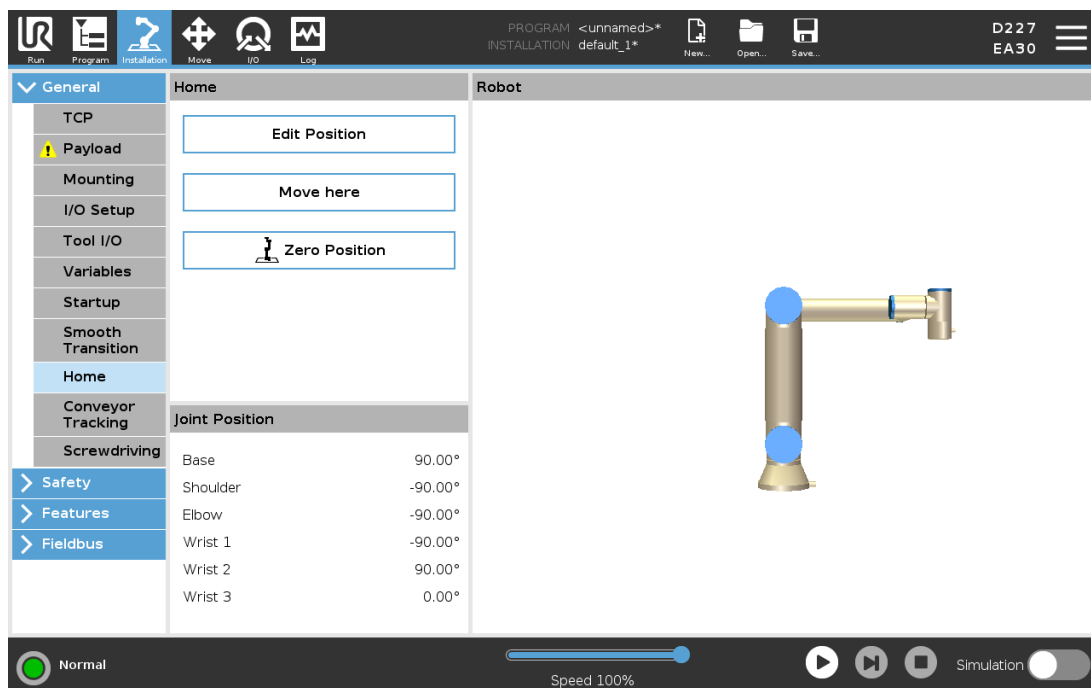 PROGRAM <unnamed>*
INSTALLATION default_1*
D227
EA30
Run
Program
Installation
Move
I/O
Log
New...
Open...
Save...
General
TCP
Payload
Mounting
I/O Setup
Tool I/O
Variables
Startup
Smooth
Transition
Home
Conveyor
Tracking
Screwdriving
Safety
Features
Fieldbus
Home
Edit Position
Move here
Zero Position
Joint Position
Base 90.00°
Shoulder -90.00°
Elbow -90.00°
Wrist 1 -90.00°
Wrist 2 90.00°
Wrist 3 0.00°
Robot
Normal
Speed 100%
Simulation